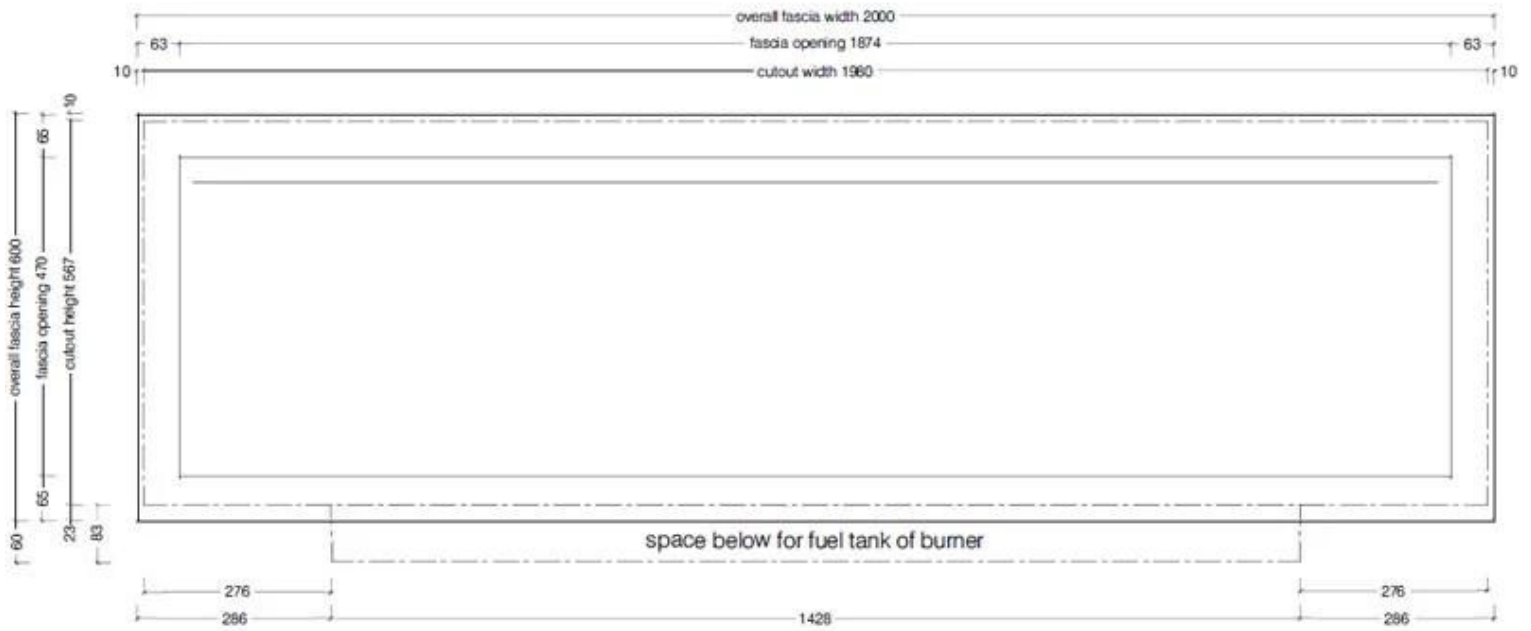 overall fascia width 2000
63 fascia opening 1874 63
10 cutout width 1980 10
10
65
overall fascia height 600
fascia opening 470
cutout height 567
65
60
23
83
space below for fuel tank of burner
276 276
286 1428 286